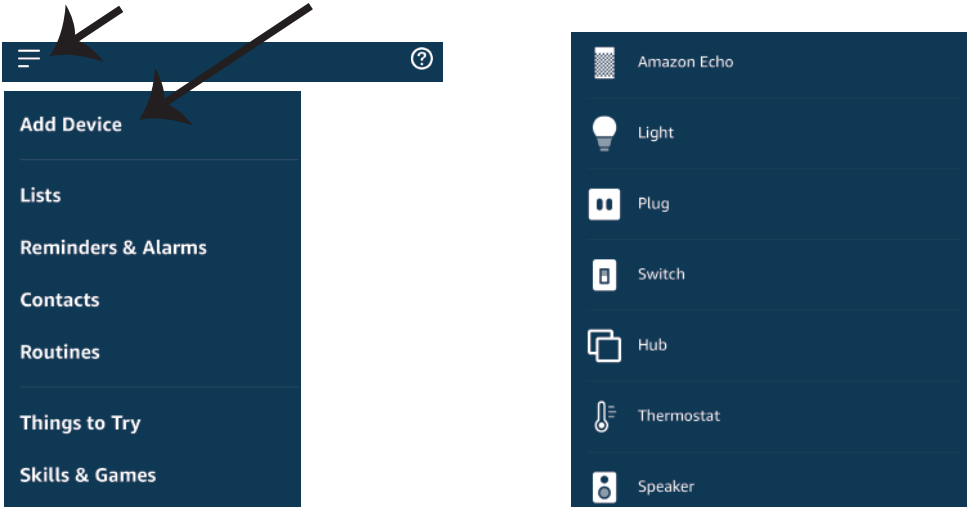 Add Device
Lists
Reminders & Alarms
Contacts
Routines
Things to Try
Skills & Games
Amazon Echo
Light
Plug
Switch
Hub
Thermostat
Speaker